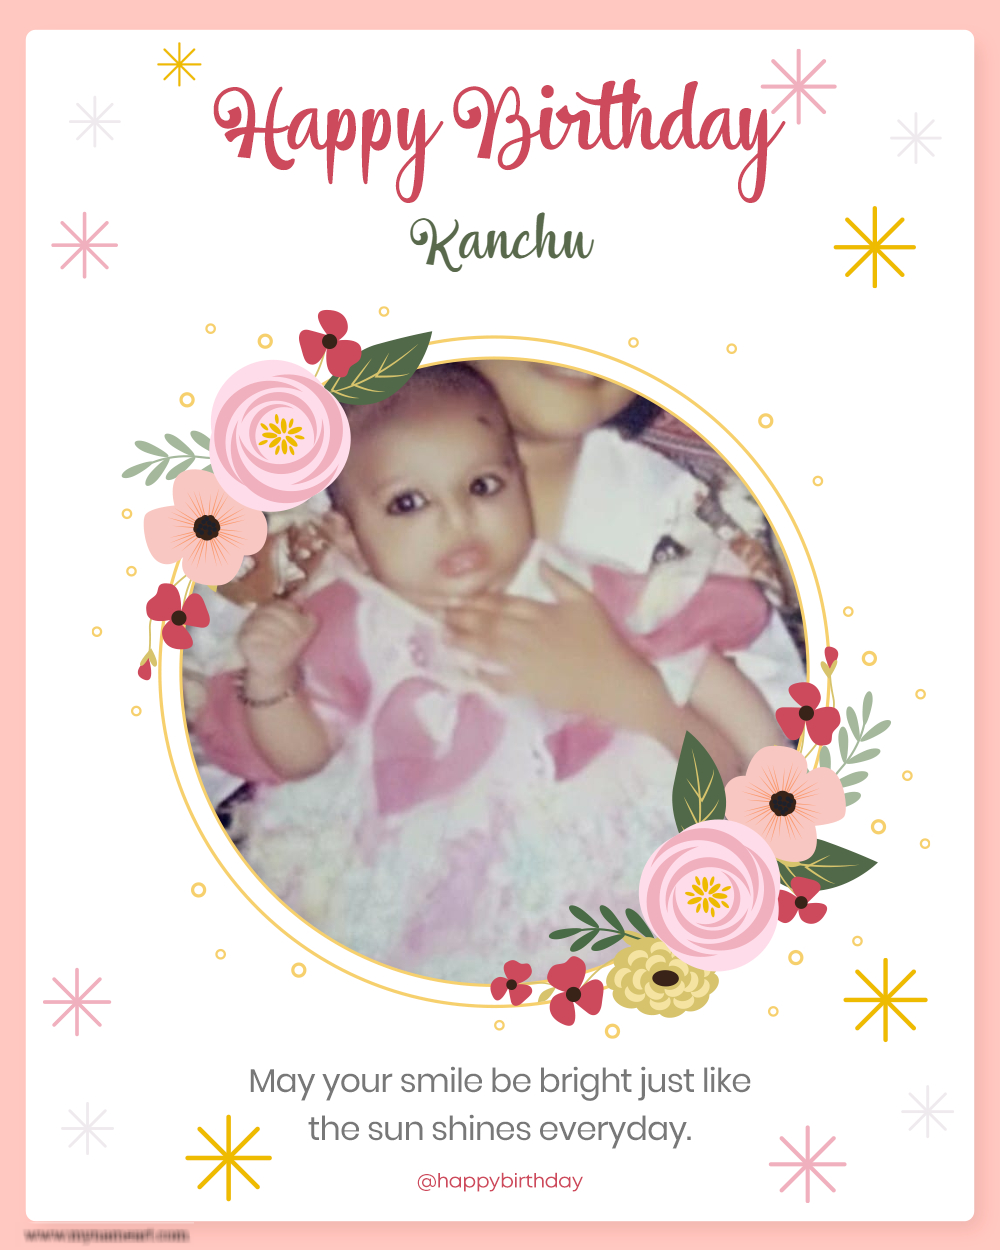 Happy Birthday
Kanchu
May your smile be bright just like
the sun shines everyday.
@happybirthday
www.mynameart.com